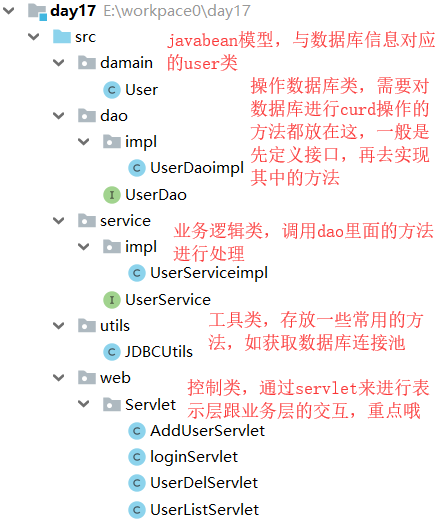 day17 E:\workpace0\day17
src
javabean模型，与数据库信息对应
的user类
damain
User
操作数据库类，需要对
数据库进行curd操作的
方法都放在这，一般是
先定义接口，再去实现
其中的方法
dao
impl
UserDaoimpl
UserDao
service
业务逻辑类，调用dao里面的方法
进行处理
impl
UserServiceimpl
UserService
utils
工具类，存放一些常用的方
法，如获取数据库连接池
JDBCUtils
web
控制类，通过servlet来进行表
示层跟业务层的交互，重点哦
Servlet
AddUserServlet
loginServlet
UserDelServlet
UserListServlet